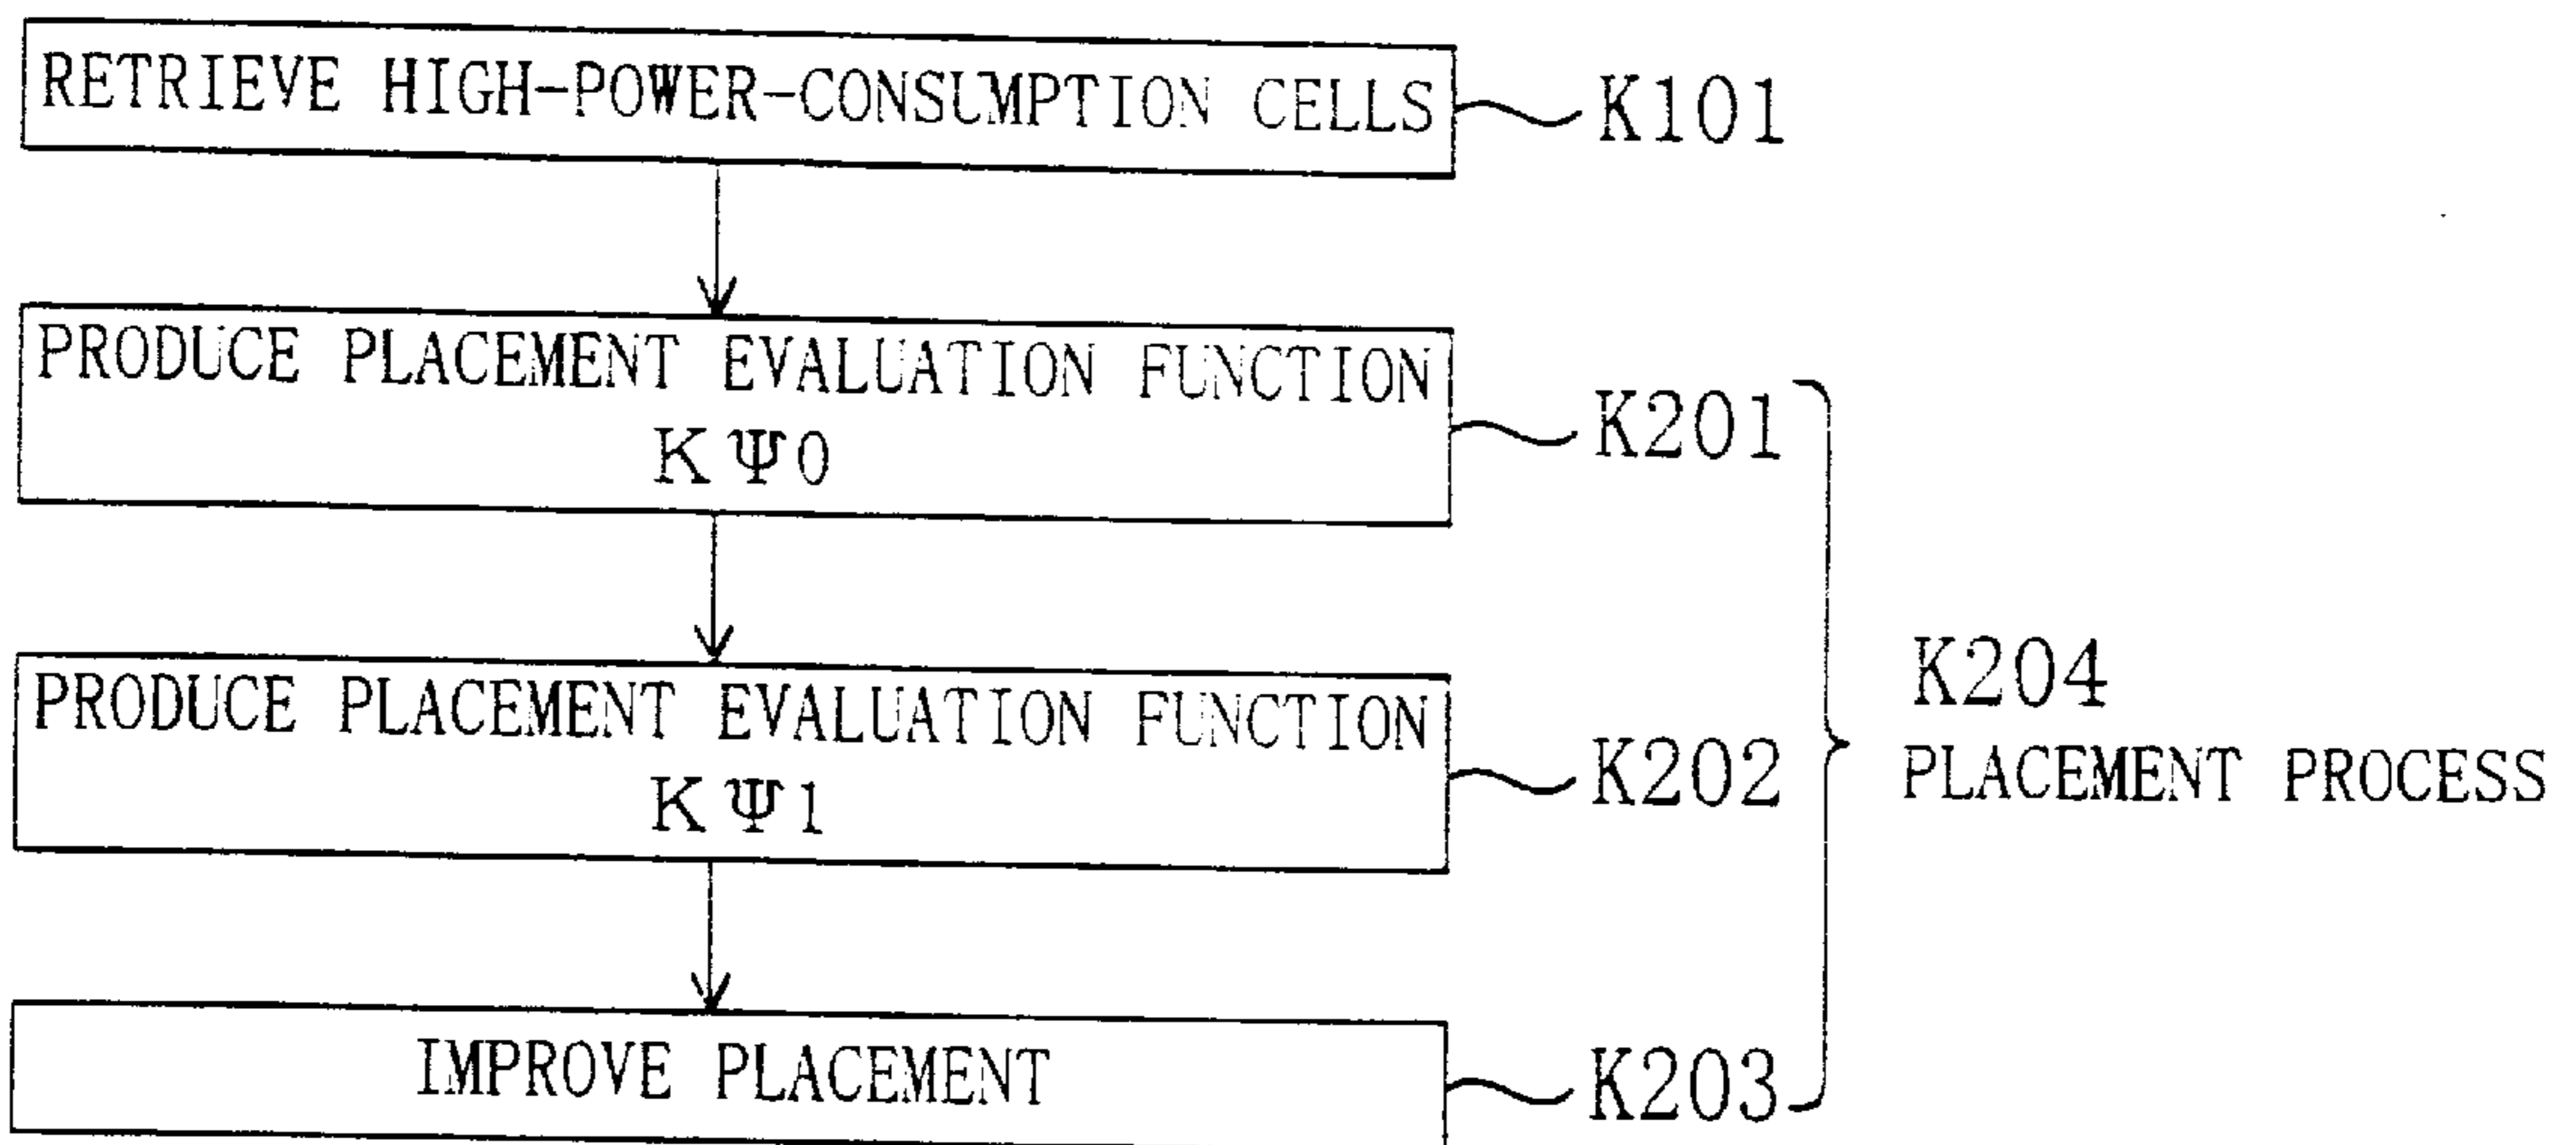 RETRIEVE HIGH-POWER-CONSUMPTION CELLS
K101
PRODUCE PLACEMENT EVALUATION FUNCTION
KΨ0
K201
PRODUCE PLACEMENT EVALUATION FUNCTION
KΨ1
K202
K204
PLACEMENT PROCESS
IMPROVE PLACEMENT
K203